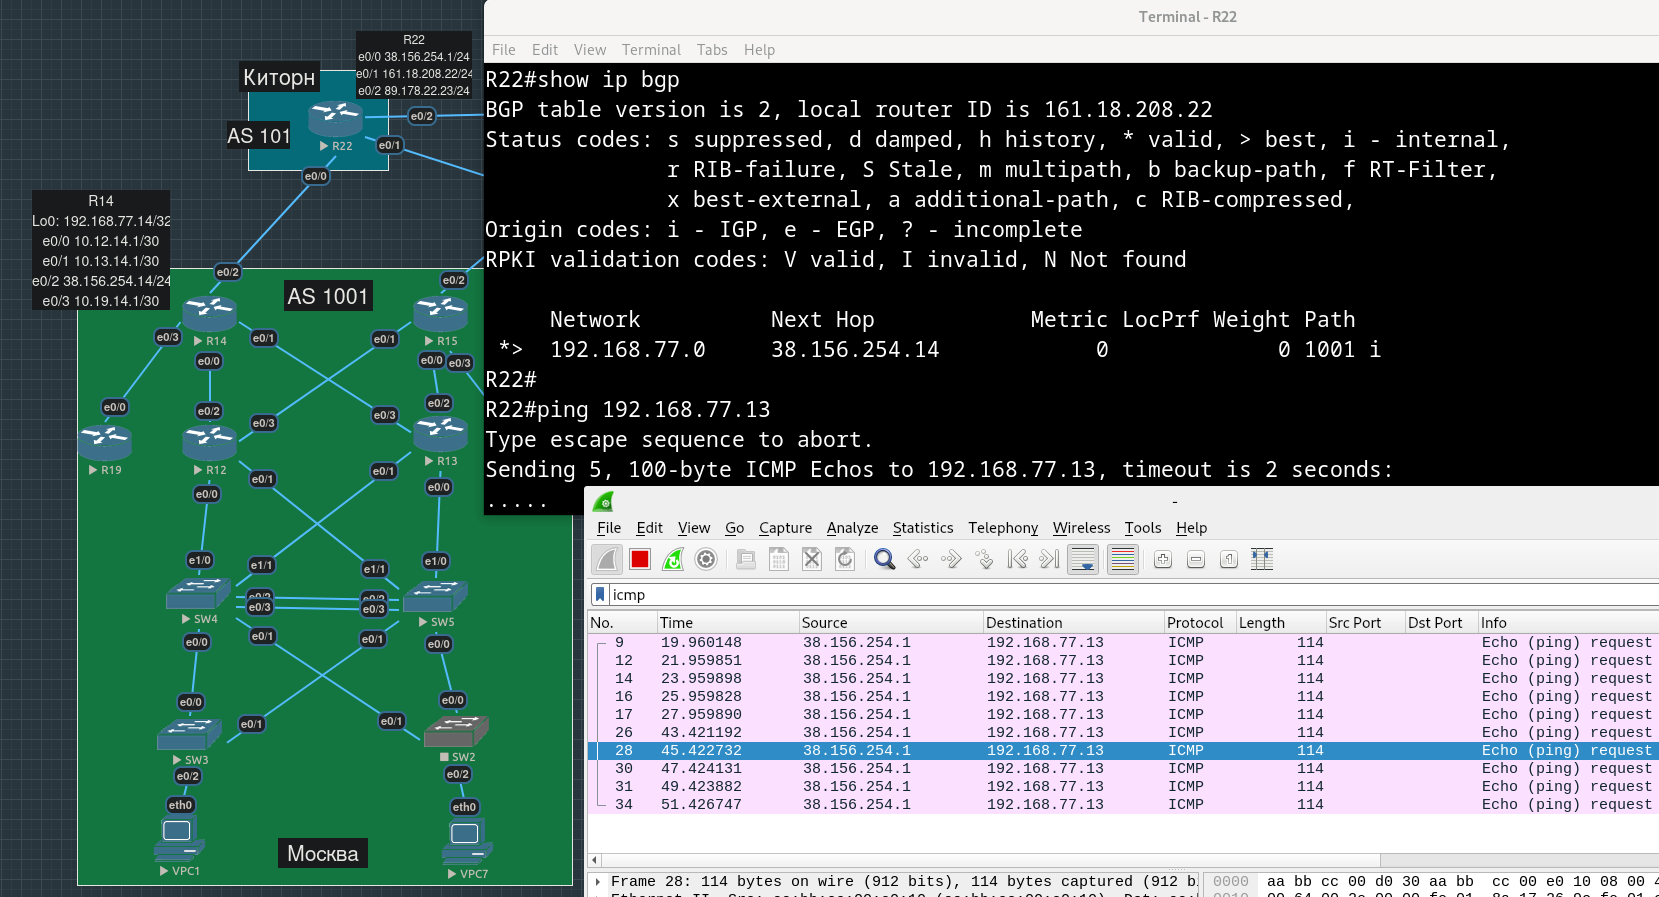 Terminal - R22
File Edit View Terminal Tabs Help
R22#show ip bgp
BGP table version is 2, local router ID is 161.18.208.22
Status codes: s suppressed, d damped, h history, * valid, > best, i - internal,
r RIB-failure, S Stale, m multipath, b backup-path, f RT-Filter,
x best-external, a additional-path, c RIB-compressed,
Origin codes: i - IGP, e - EGP, ? - incomplete
RPKI validation codes: V valid, I invalid, N Not found
Network Next Hop Metric LocPrf Weight Path
*> 192.168.77.0 38.156.254.14 0 0 1001 i
R22#
R22#ping 192.168.77.13
Type escape sequence to abort.
Sending 5, 100-byte ICMP Echos to 192.168.77.13, timeout is 2 seconds:
.....
R22
e0/0 38.156.254.1/24
e0/1 161.18.208.22/24
e0/2 89.178.22.23/24
Киторн
AS 101
R22
e0/2
e0/1
e0/0
R14
Lo0: 192.168.77.14/32
e0/0 10.12.14.1/30
e0/1 10.13.14.1/30
e0/2 38.156.254.14/24
e0/3 10.19.14.1/30
e0/2
AS 1001
e0/2
R14
R15
e0/3
e0/1
e0/1
e0/0
e0/0
e0/3
e0/0
e0/2
e0/3
e0/3
e0/2
R19
R12
R13
e0/1
e0/1
e0/0
e0/0
e1/0
e1/1
e1/1
e1/0
e0/3
e0/3
SW4
SW5
e0/0
e0/1
e0/1
e0/0
e0/0
e0/1
e0/1
e0/0
SW3
SW2
e0/2
e0/2
eth0
eth0
VPC1
Москва
VPC7
-
File Edit View Go Capture Analyze Statistics Telephony Wireless Tools Help
icmp
No. Time Source Destination Protocol Length Src Port Dst Port Info
9 19.960148 38.156.254.1 192.168.77.13 ICMP 114 Echo (ping) request
12 21.959851 38.156.254.1 192.168.77.13 ICMP 114 Echo (ping) request
14 23.959898 38.156.254.1 192.168.77.13 ICMP 114 Echo (ping) request
16 25.959828 38.156.254.1 192.168.77.13 ICMP 114 Echo (ping) request
17 27.959890 38.156.254.1 192.168.77.13 ICMP 114 Echo (ping) request
26 43.421192 38.156.254.1 192.168.77.13 ICMP 114 Echo (ping) request
28 45.422732 38.156.254.1 192.168.77.13 ICMP 114 Echo (ping) request
30 47.424131 38.156.254.1 192.168.77.13 ICMP 114 Echo (ping) request
31 49.423882 38.156.254.1 192.168.77.13 ICMP 114 Echo (ping) request
34 51.426747 38.156.254.1 192.168.77.13 ICMP 114 Echo (ping) request
Frame 28: 114 bytes on wire (912 bits), 114 bytes captured (912 b
0000 aa bb cc 00 d0 30 aa bb cc 00 e0 10 08 00 4